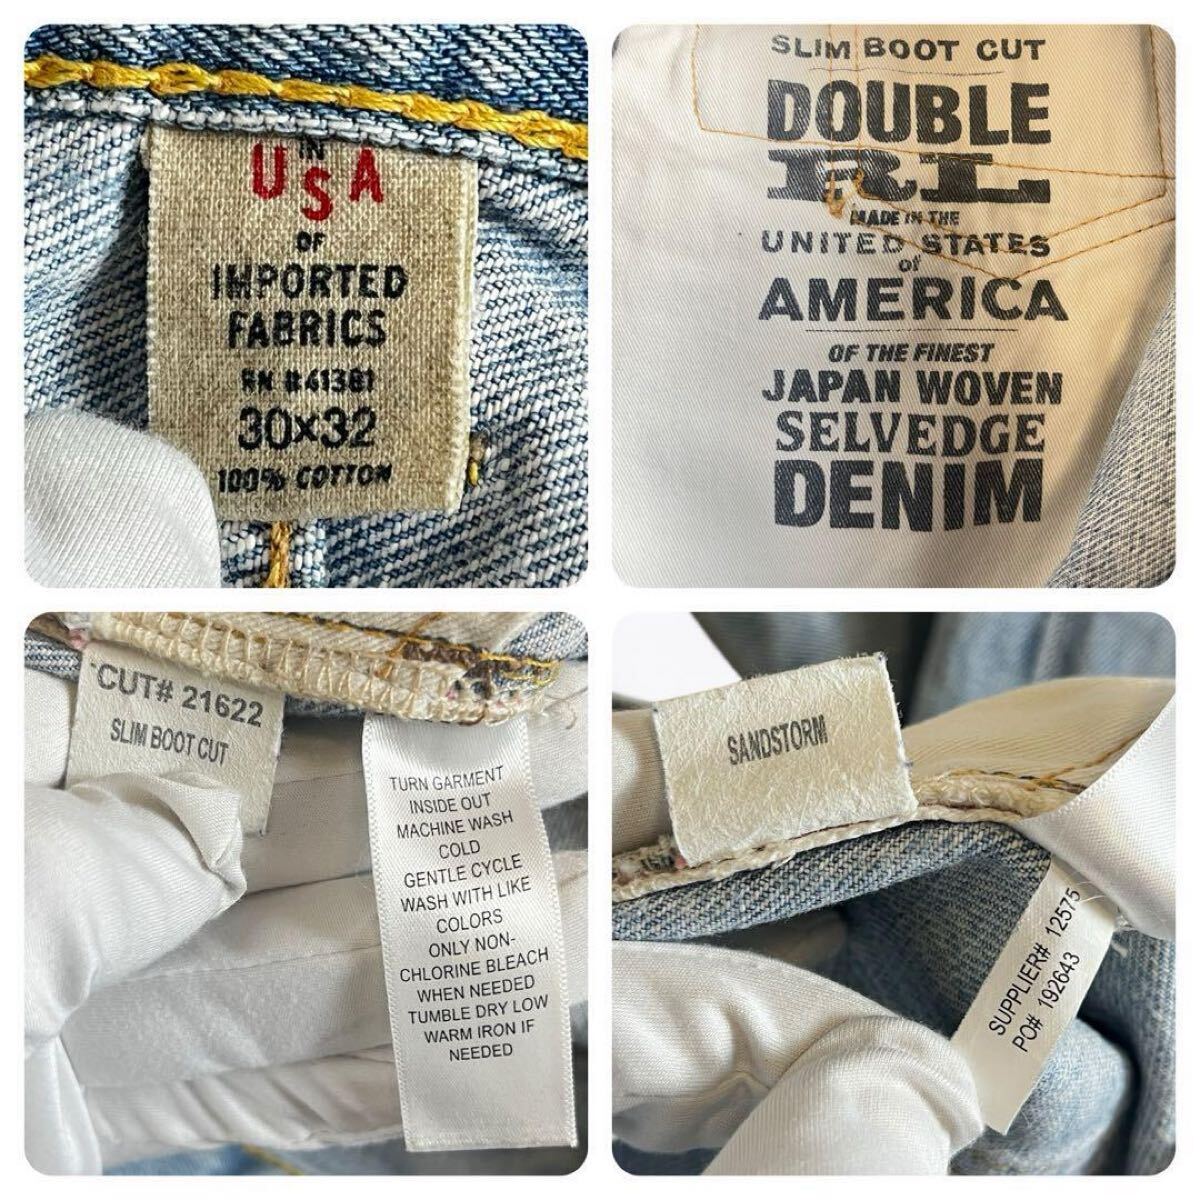 IN
USA
OF
IMPORTED
FABRICS
RN #41381
30×32
100% COTTON
SLIM BOOT CUT
DOUBLE
RL
MADE IN THE
UNITED STATES
of
AMERICA
OF THE FINEST
JAPAN WOVEN
SELVEDGE
DENIM
CUT# 21622
SLIM BOOT CUT
TURN GARMENT
INSIDE OUT
MACHINE WASH
COLD
GENTLE CYCLE
WASH WITH LIKE
COLORS
ONLY NON-
CHLORINE BLEACH
WHEN NEEDED
TUMBLE DRY LOW
WARM IRON IF
NEEDED
SANDSTORM
SUPPLIER# 12575
PO# 192643